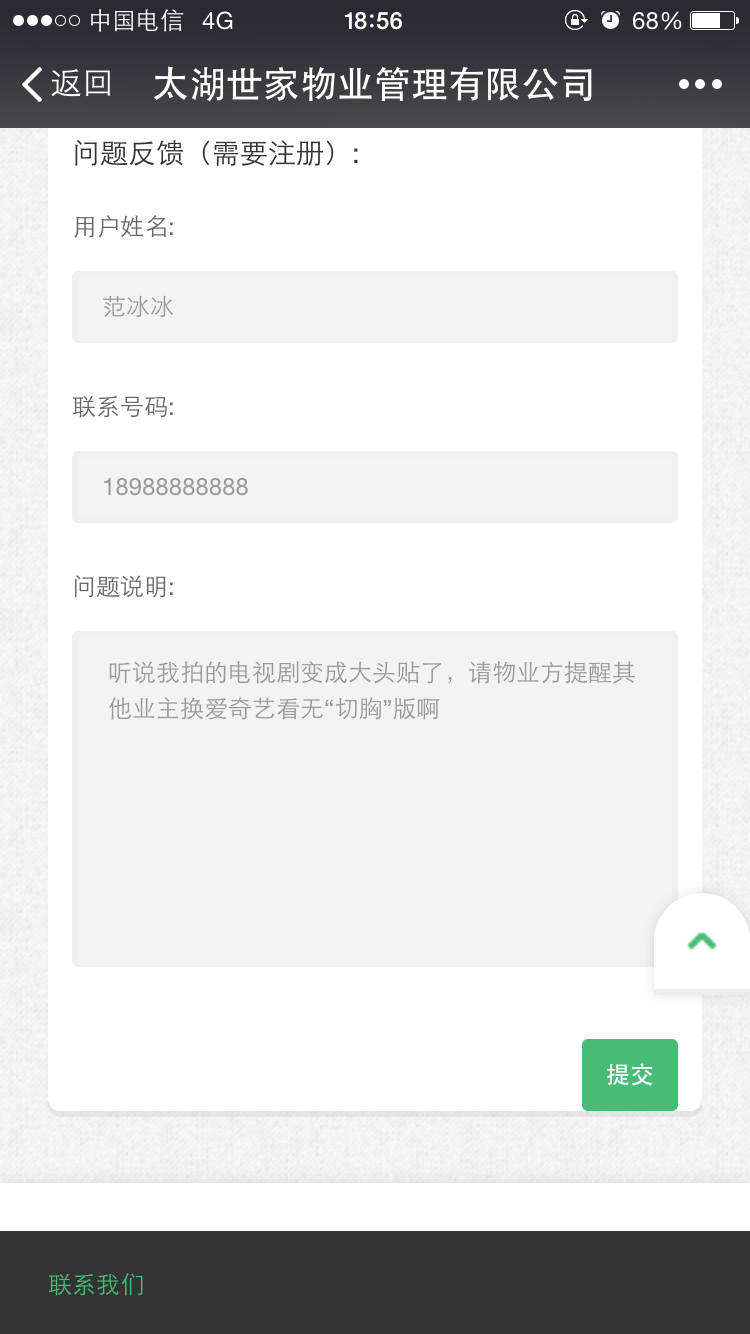 中国电信 4G 18:56 68%
返回 太湖世家物业管理有限公司
问题反馈（需要注册）:
用户姓名:
范冰冰
联系号码:
18988888888
问题说明:
听说我拍的电视剧变成大头贴了，请物业方提醒其
他业主换爱奇艺看无“切胸”版啊
提交
联系我们